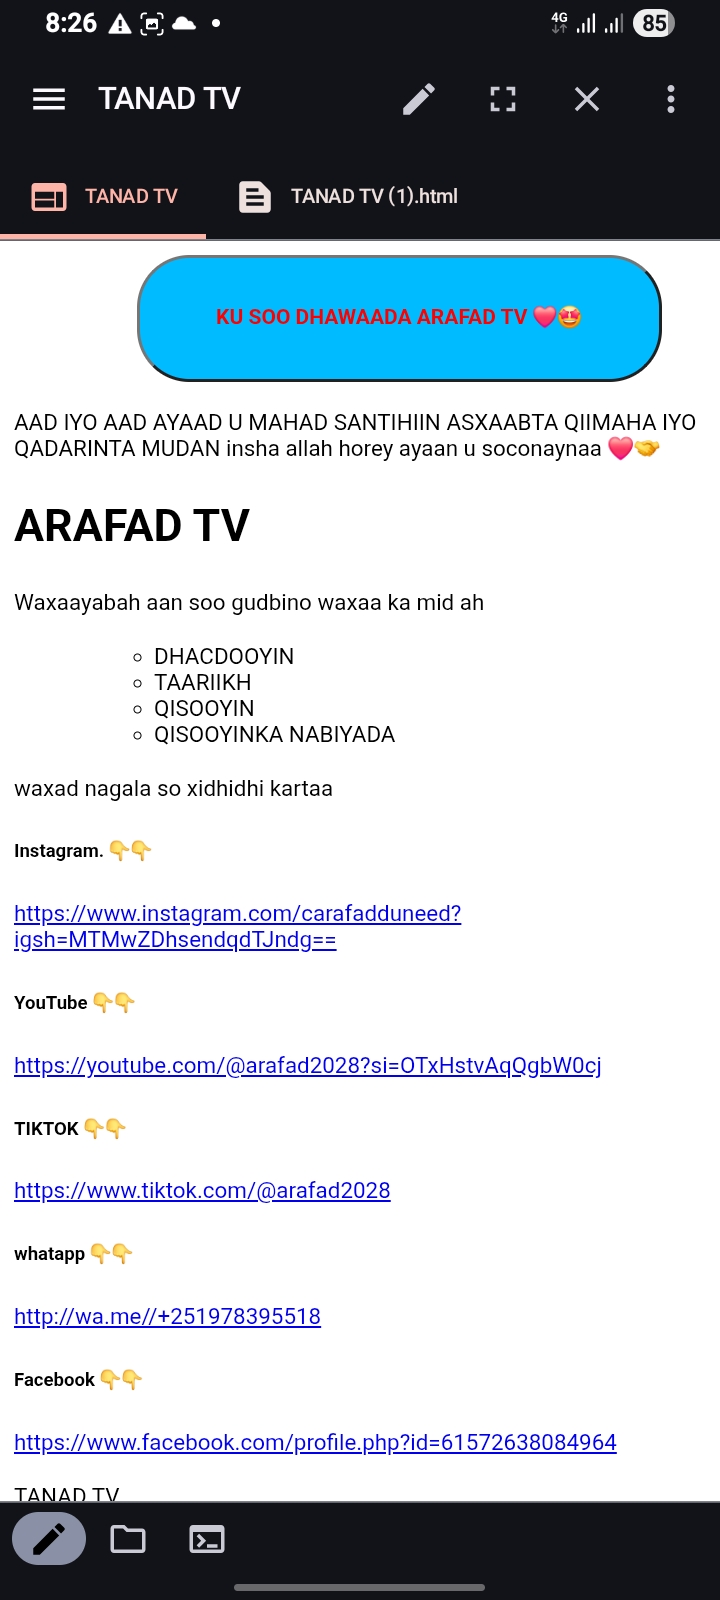 8:26
4G
85
TANAD TV
TANAD TV
TANAD TV (1).html
KU SOO DHAWAADA ARAFAD TV ❤️🤩
AAD IYO AAD AYAAD U MAHAD SANTIHIIN ASXAABTA QIIMAHA IYO
QADARINTA MUDAN insha allah horey ayaan u soconaynaa ❤️🤝
ARAFAD TV
Waxaayabah aan soo gudbino waxaa ka mid ah
DHACDOOYIN
TAARIIKH
QISOOYIN
QISOOYINKA NABIYADA
waxad nagala so xidhidhi kartaa
Instagram. 👇👇
https://www.instagram.com/carafadduneed?
igsh=MTMwZDhsendqdTJndg==
YouTube 👇👇
https://youtube.com/@arafad2028?si=OTxHstvAqQgbW0cj
TIKTOK 👇👇
https://www.tiktok.com/@arafad2028
whatapp 👇👇
http://wa.me//+251978395518
Facebook 👇👇
https://www.facebook.com/profile.php?id=61572638084964
TANAD TV